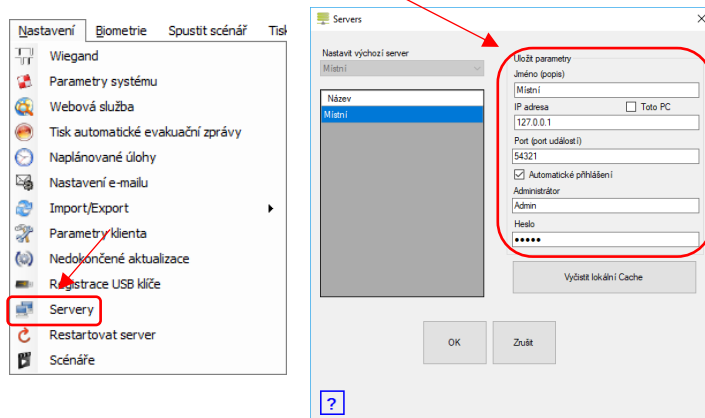 Nastavení Biometrie Spustit scénář
Wiegand
Parametry systému
Webová služba
Tisk automatické evakuační zprávy
Naplánované úlohy
Nastavení e-mailu
Import/Export
Parametry klienta
Nedokončené aktualizace
Registrace USB klíče
Servery
Restartovat server
Scénáře
Servers
Nastavit výchozí server
Místní
Název
Místní
Uložit parametry
Jméno (popis)
Místní
IP adresa Toto PC
127.0.0.1
Port (port událostí)
54321
Automatické přihlášení
Administrátor
Admin
Heslo
●●●●●
Vyčistit lokální Cache
OK Zrušit
?